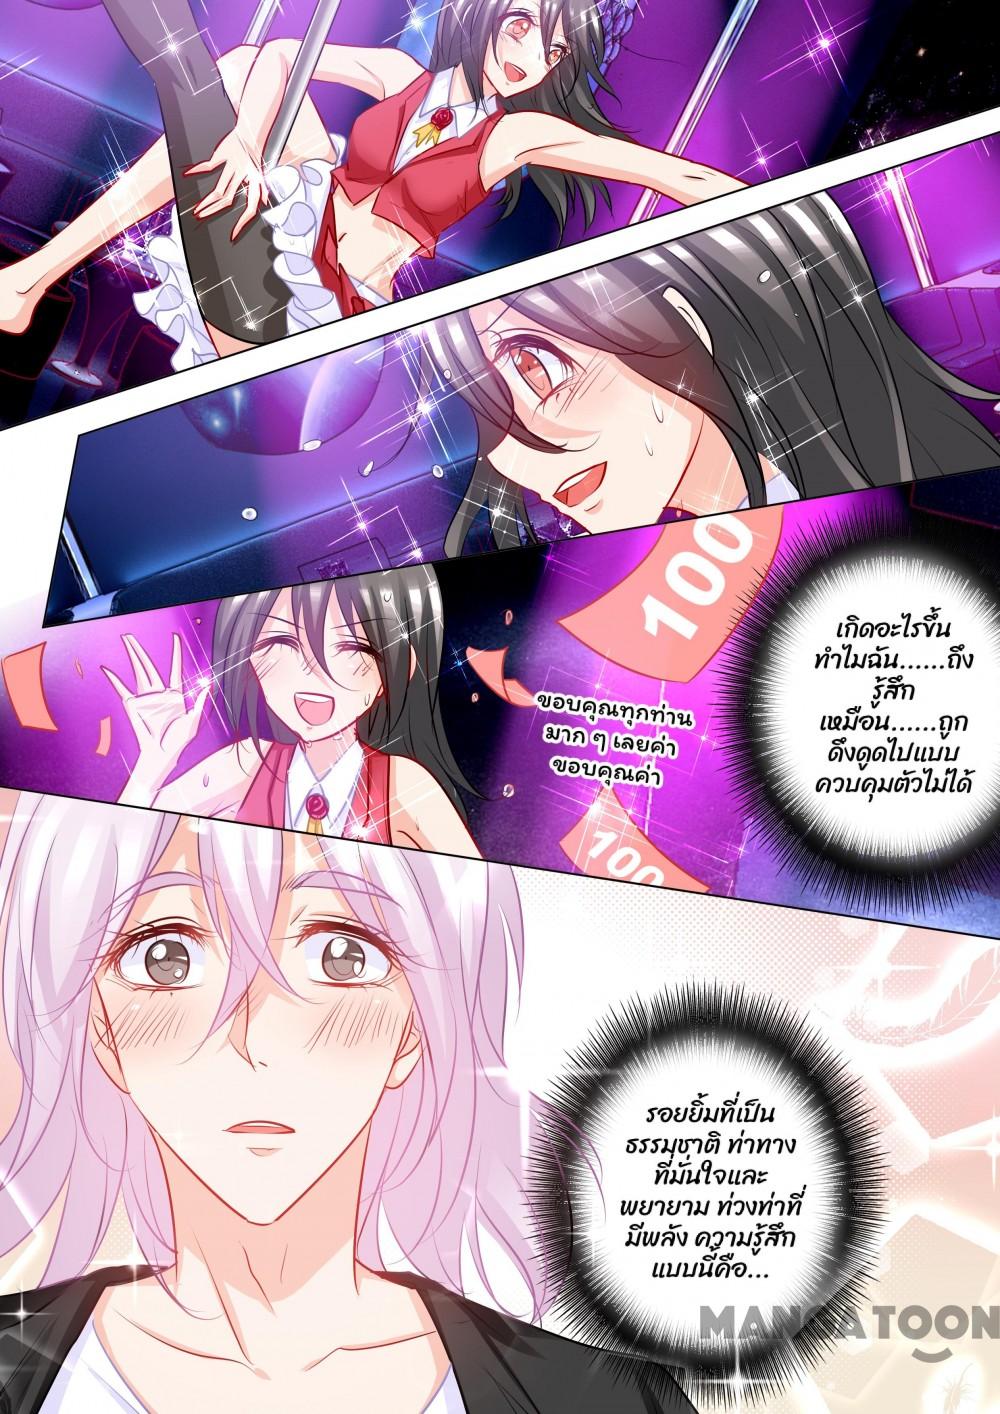 100
เกิดอะไรขึ้น
ทำไมฉัน......ถึง
รู้สึก
เหมือน......ถูก
ดึงดูดไปแบบ
ควบคุมตัวไม่ได้
ขอบคุณทุกท่าน
มาก ๆ เลยค่า
ขอบคุณค่า
100
รอยยิ้มที่เป็น
ธรรมชาติ ท่าทาง
ที่มั่นใจและ
พยายาม ท่วงท่าที่
มีพลัง ความรู้สึก
แบบนี้คือ...
MANGATOON